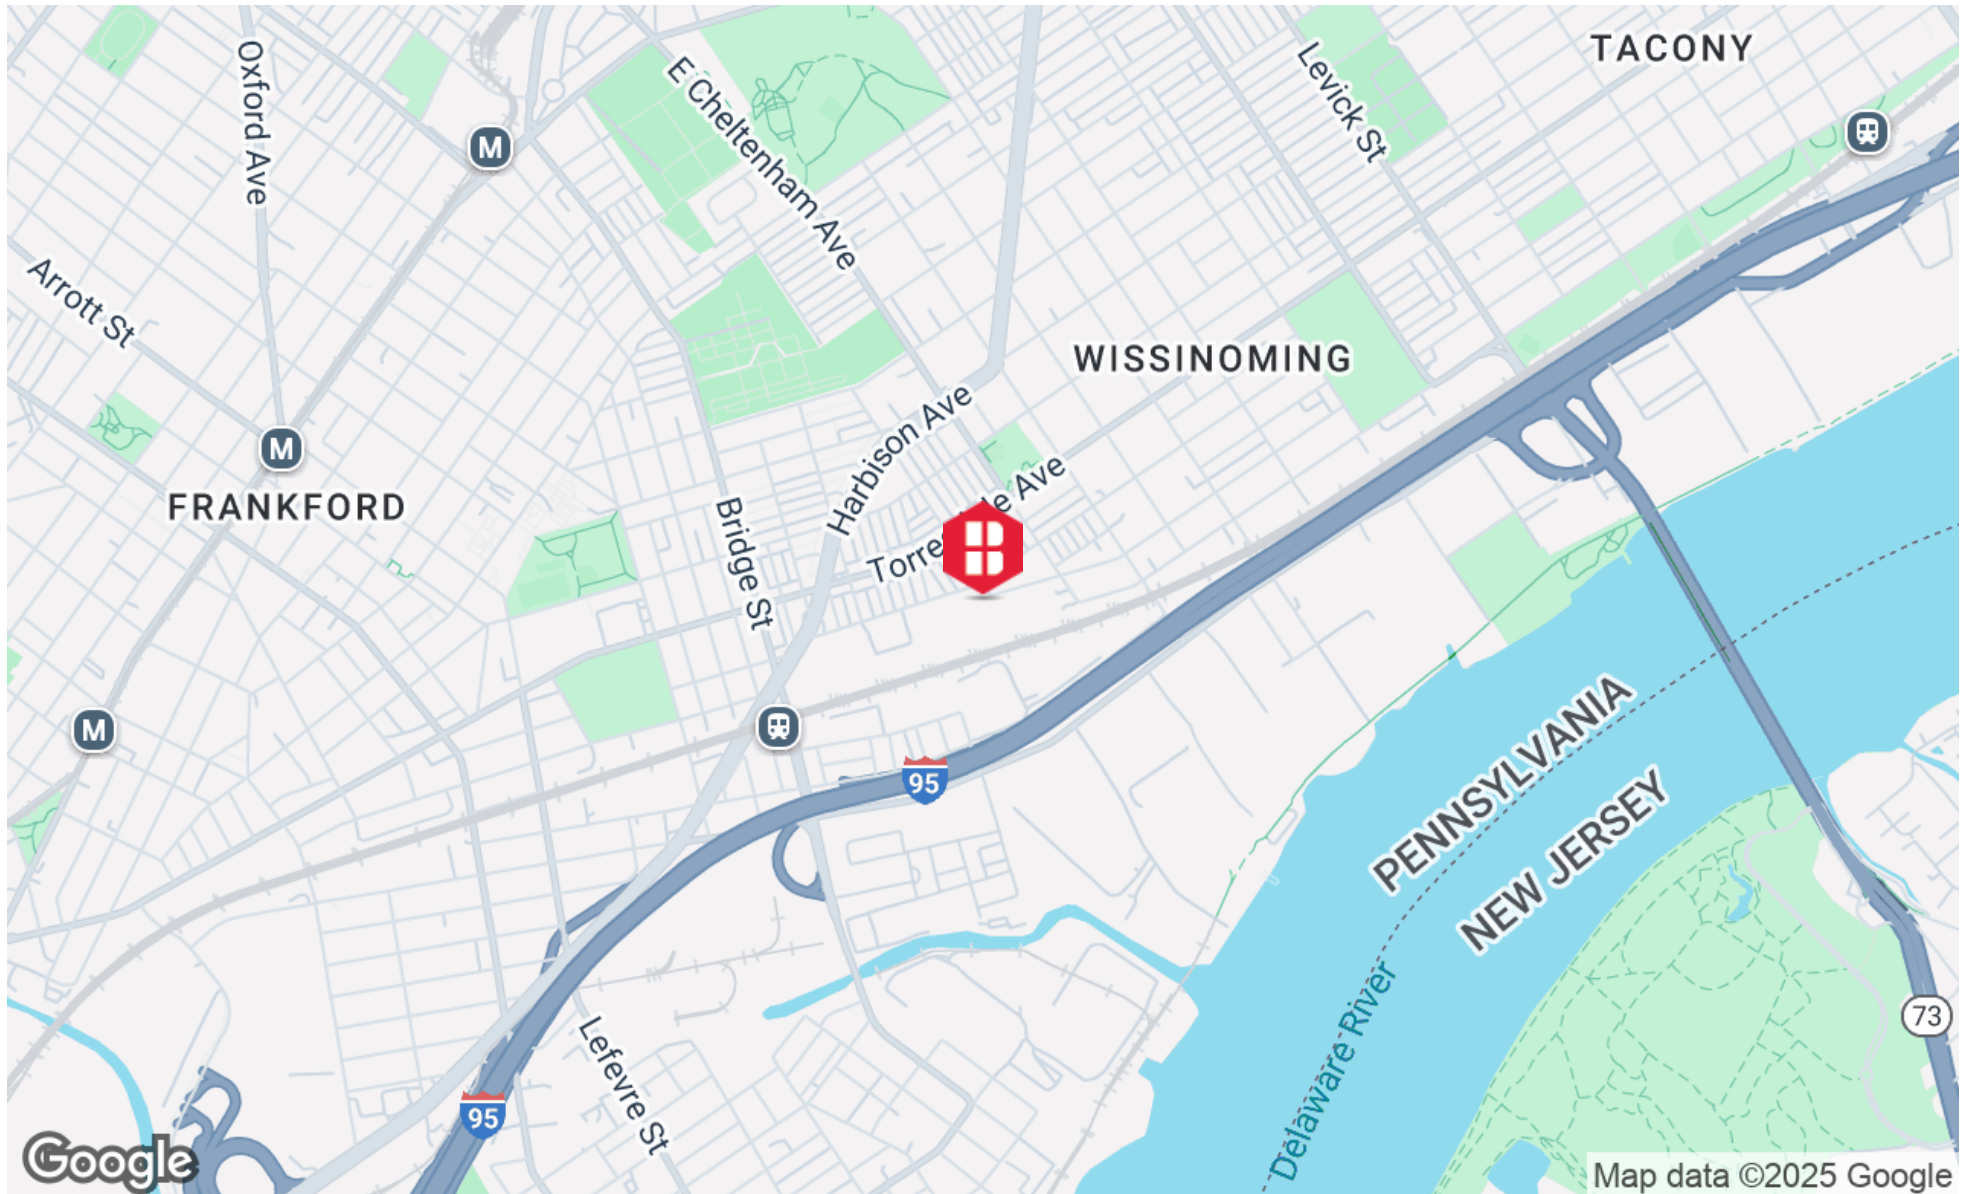 TACONY
Oxford Ave
E Cheltenham Ave
Levick St
M
Arrott St
WISSINOMING
Harbison Ave
M
FRANKFORD
Ave
Bridge St
B
M
95
PENNSYLVANIA
NEW JERSEY
Delaware River
73
Lefevre St
95
Google
Map data ©2025 Google